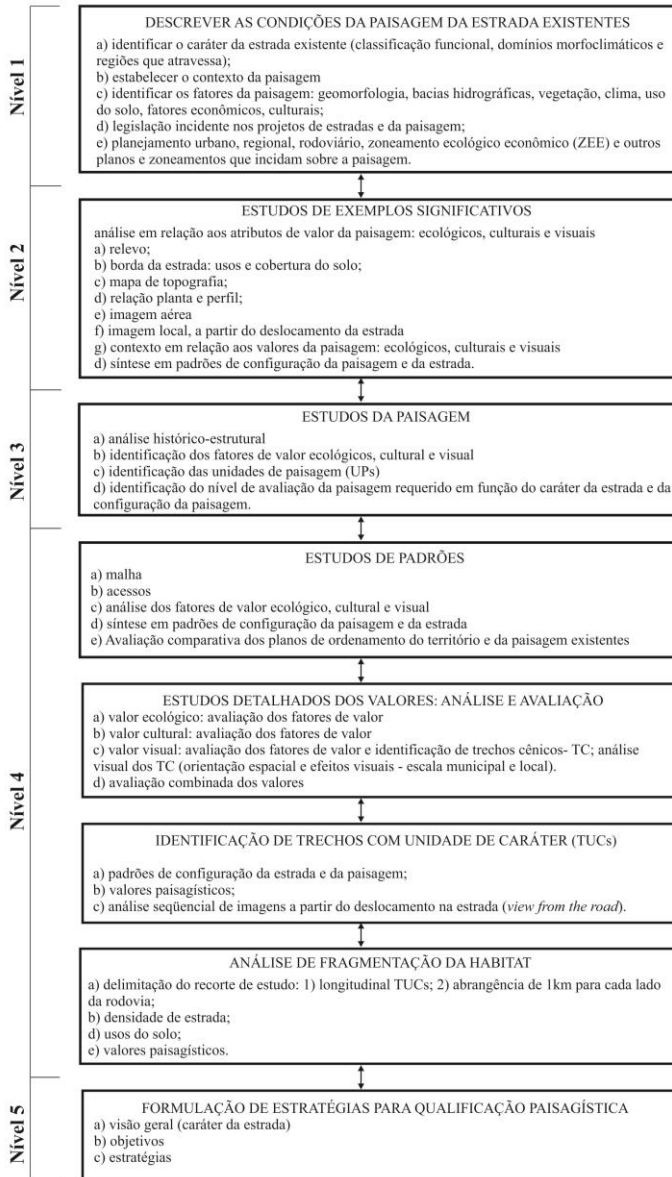 Nível 1
DESCREVER AS CONDIÇÕES DA PAISAGEM DA ESTRADA EXISTENTES
a) identificar o caráter da estrada existente (classificação funcional, domínios morfoclimáticos e
regiões que atravessa);
b) estabelecer o contexto da paisagem
c) identificar os fatores da paisagem: geomorfologia, bacias hidrográficas, vegetação, clima, uso
do solo, fatores econômicos, culturais;
d) legislação incidente nos projetos de estradas e da paisagem;
e) planejamento urbano, regional, rodoviário, zoneamento ecológico econômico (ZEE) e outros
planos e zoneamentos que incidam sobre a paisagem.
Nível 2
ESTUDOS DE EXEMPLOS SIGNIFICATIVOS
análise em relação aos atributos de valor da paisagem: ecológicos, culturais e visuais
a) relevo;
b) borda da estrada: usos e cobertura do solo;
c) mapa de topografia;
d) relação planta e perfil;
e) imagem aérea
f) imagem local, a partir do deslocamento da estrada
g) contexto em relação aos valores da paisagem: ecológicos, culturais e visuais
d) síntese em padrões de configuração da paisagem e da estrada.
Nível 3
ESTUDOS DA PAISAGEM
a) análise histórico-estrutural
b) identificação dos fatores de valor ecológicos, cultural e visual
c) identificação das unidades de paisagem (UPs)
d) identificação do nível de avaliação da paisagem requerido em função do caráter da estrada e da
configuração da paisagem.
Nível 4
ESTUDOS DE PADRÕES
a) malha
b) acessos
c) análise dos fatores de valor ecológico, cultural e visual
d) síntese em padrões de configuração da paisagem e da estrada
e) Avaliação comparativa dos planos de ordenamento do território e da paisagem existentes
ESTUDOS DETALHADOS DOS VALORES: ANÁLISE E AVALIAÇÃO
a) valor ecológico: avaliação dos fatores de valor
b) valor cultural: avaliação dos fatores de valor
c) valor visual: avaliação dos fatores de valor e identificação de trechos cênicos- TC; análise
visual dos TC (orientação espacial e efeitos visuais - escala municipal e local).
d) avaliação combinada dos valores
IDENTIFICAÇÃO DE TRECHOS COM UNIDADE DE CARÁTER (TUCs)
a) padrões de configuração da estrada e da paisagem;
b) valores paisagísticos;
c) análise seqüencial de imagens a partir do deslocamento na estrada (view from the road).
ANÁLISE DE FRAGMENTAÇÃO DA HABITAT
a) delimitação do recorte de estudo: 1) longitudinal TUCs; 2) abrangência de 1km para cada lado
da rodovia;
b) densidade de estrada;
d) usos do solo;
e) valores paisagísticos.
Nível 5
FORMULAÇÃO DE ESTRATÉGIAS PARA QUALIFICAÇÃO PAISAGÍSTICA
a) visão geral (caráter da estrada)
b) objetivos
c) estratégias